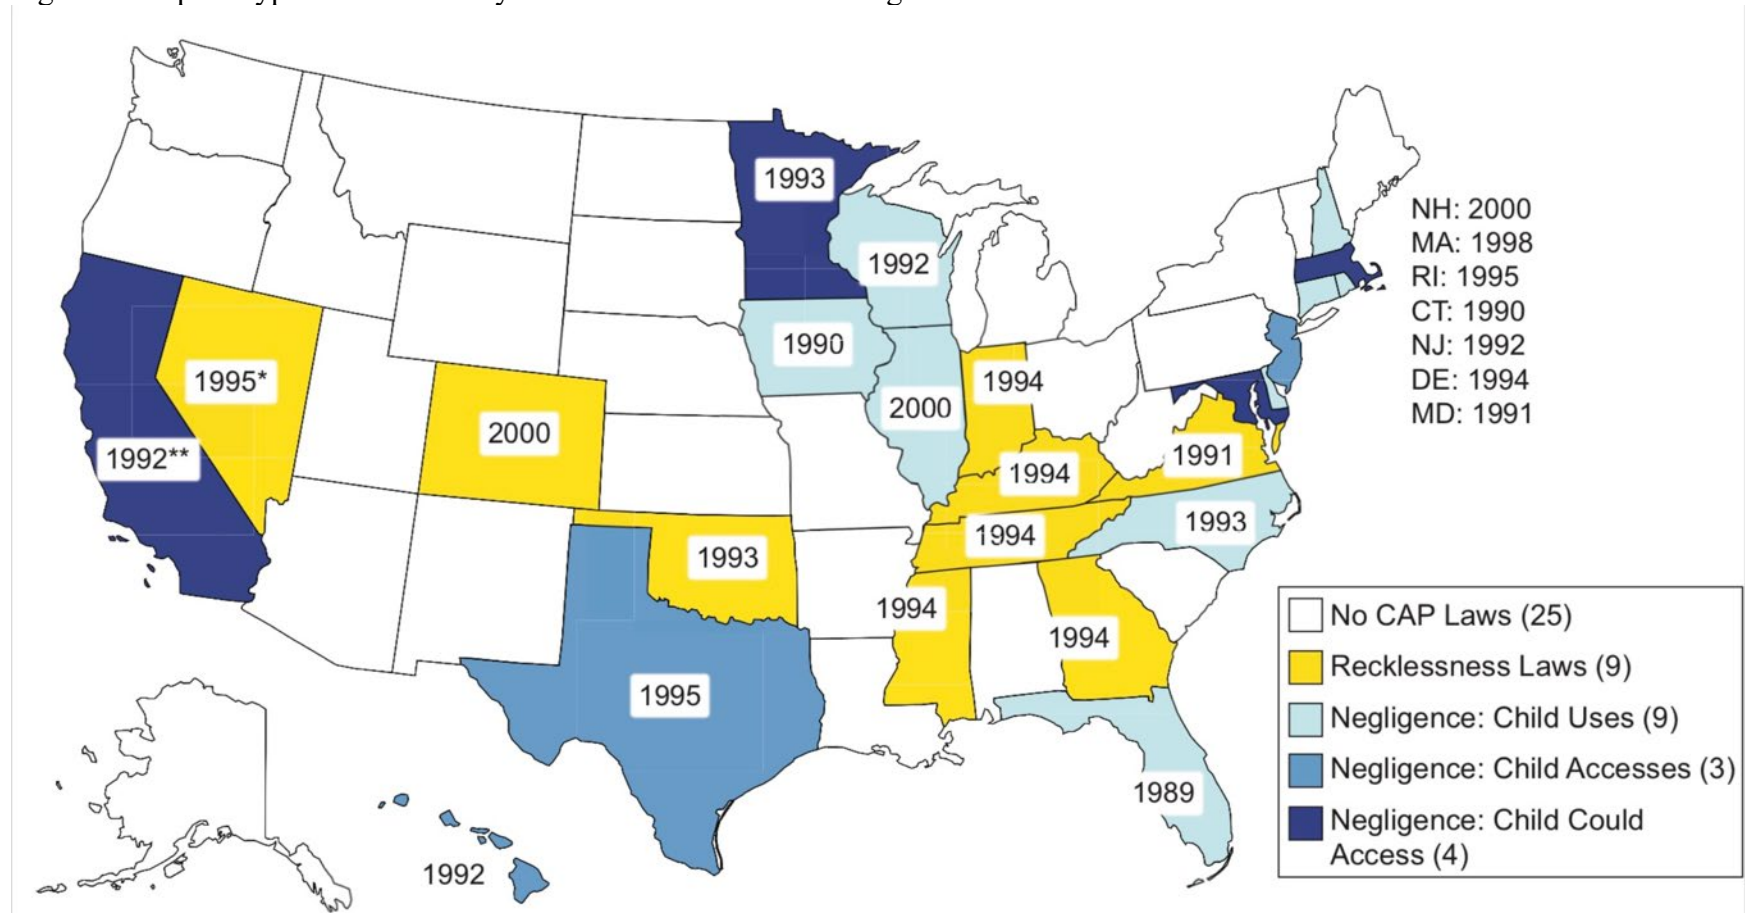 1993
1992
1990
1995*
2000
1992**
1994
2000
1994
1991
1994
1993
1993
1994
1994
1995
1994
1989
1992
NH: 2000
MA: 1998
RI: 1995
CT: 1990
NJ: 1992
DE: 1994
MD: 1991
No CAP Laws (25)
Recklessness Laws (9)
Negligence: Child Uses (9)
Negligence: Child Accesses (3)
Negligence: Child Could
Access (4)